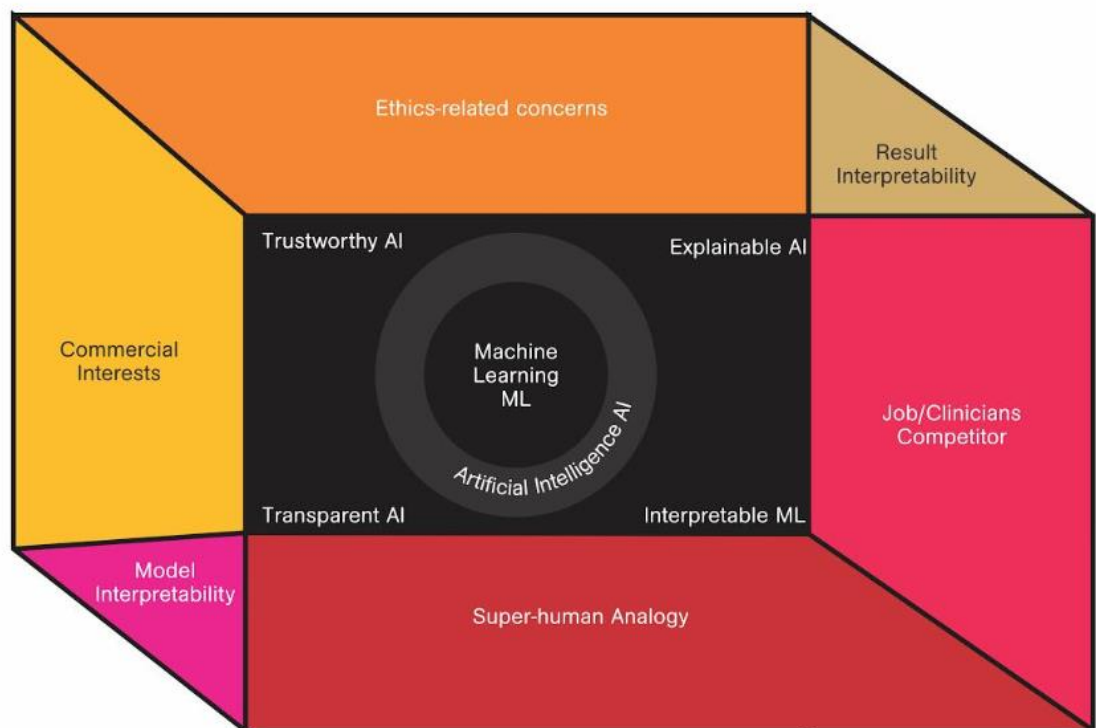 Ethics-related concerns
Result
Interpretability
Trustworthy AI
Explainable AI
Commercial
Interests
Machine
Learning
ML
Artificial Intelligence AI
Job/Clinicians
Competitor
Transparent AI
Interpretable ML
Model
Interpretability
Super-human Analogy